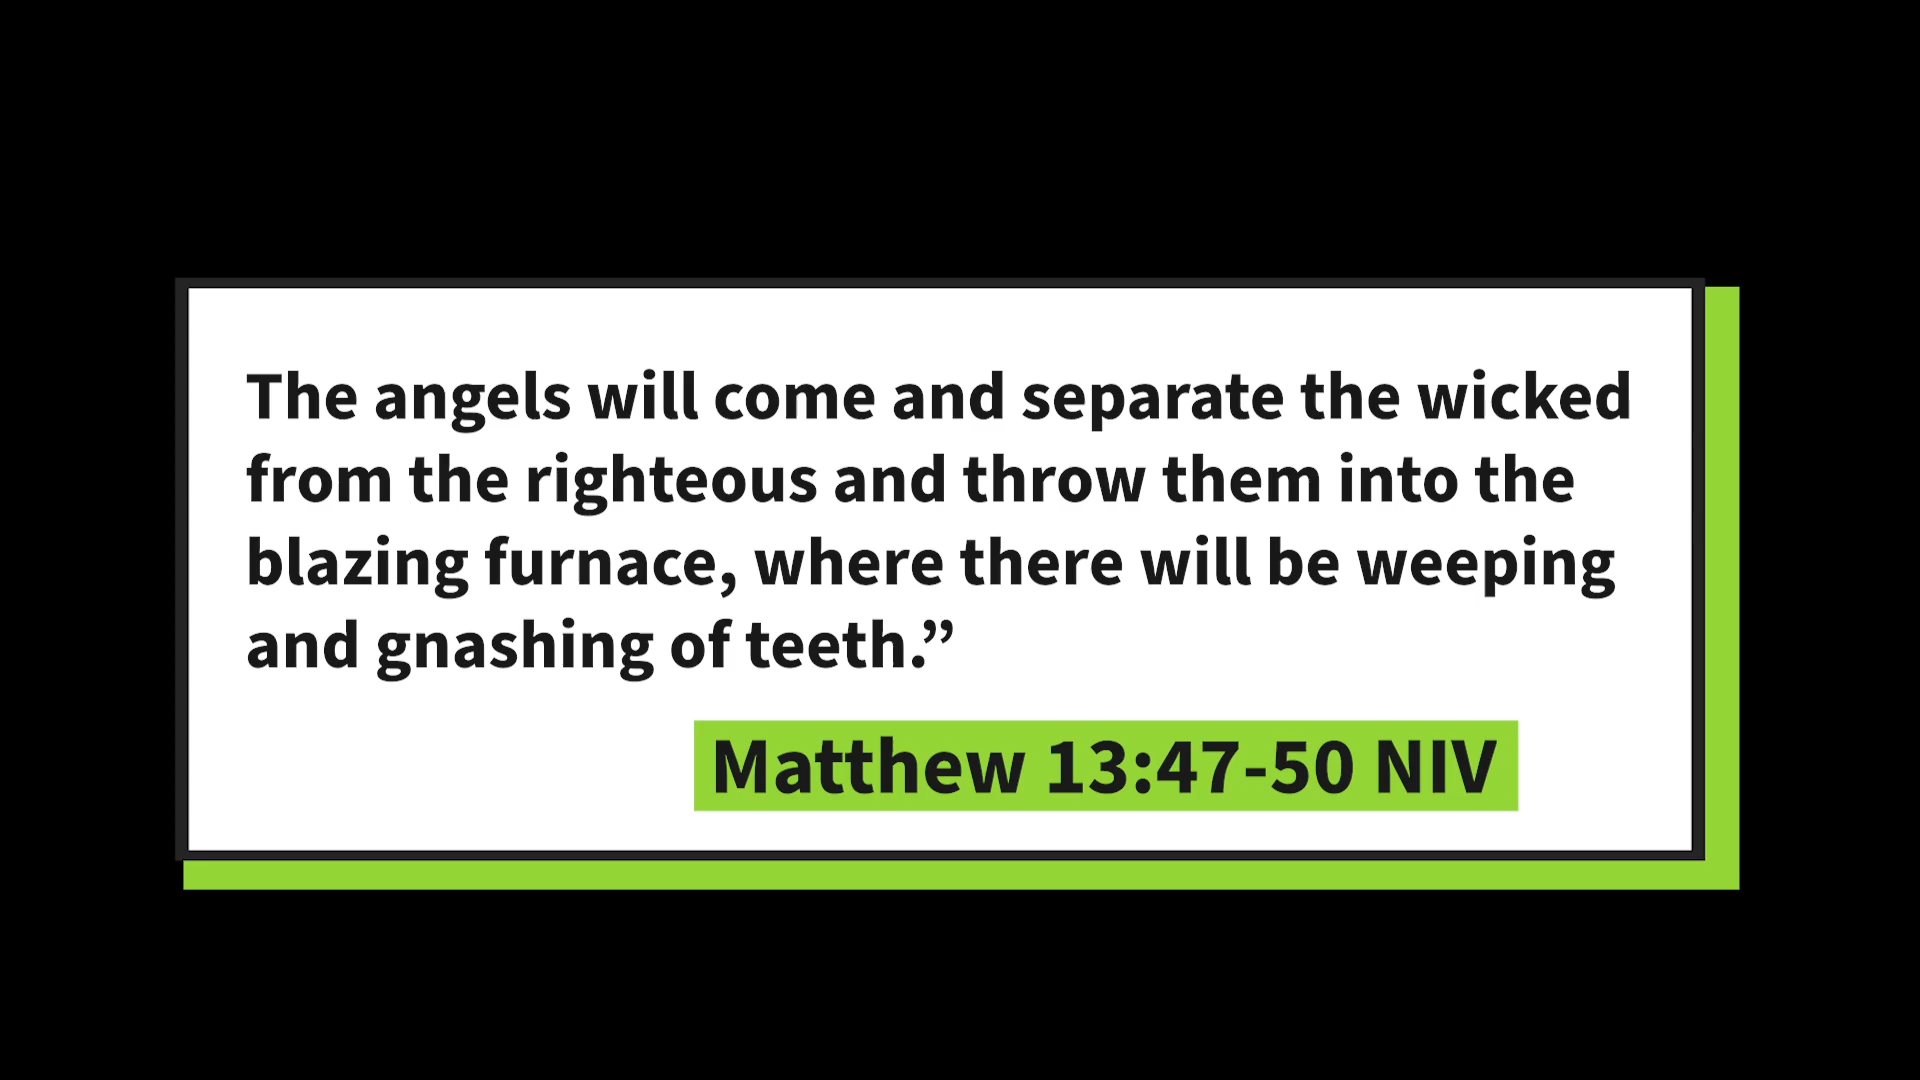 The angels will come and separate the wicked
from the righteous and throw them into the
blazing furnace, where there will be weeping
and gnashing of teeth.”
Matthew 13:47-50 NIV